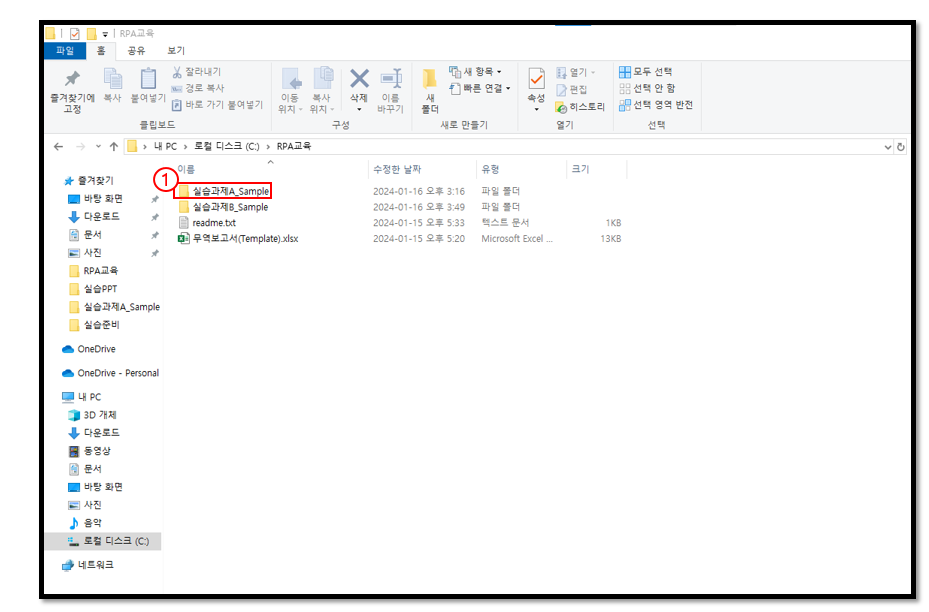 RPA교육
파일 홈 공유 보기
즐겨찾기에 고정
복사
붙여넣기
잘라내기
경로 복사
바로 가기 붙여넣기
클립보드
이동 위치
복사 위치
삭제
이름 바꾸기
구성
새 폴더
새 항목
빠른 연결
새로 만들기
속성
열기
편집
히스토리
열기
모두 선택
선택 안 함
선택 영역 반전
선택
내 PC › 로컬 디스크 (C:) › RPA교육
이름 수정한 날짜 유형 크기
1
실습과제A_Sample 2024-01-16 오후 3:16 파일 폴더
실습과제B_Sample 2024-01-16 오후 3:49 파일 폴더
readme.txt 2024-01-15 오후 5:33 텍스트 문서 1KB
무역보고서(Template).xlsx 2024-01-15 오후 5:20 Microsoft Excel ... 13KB
즐겨찾기
바탕 화면
다운로드
문서
사진
RPA교육
실습PPT
실습과제A_Sample
실습준비
OneDrive
OneDrive - Personal
내 PC
3D 개체
다운로드
동영상
문서
바탕 화면
사진
음악
로컬 디스크 (C:)
네트워크